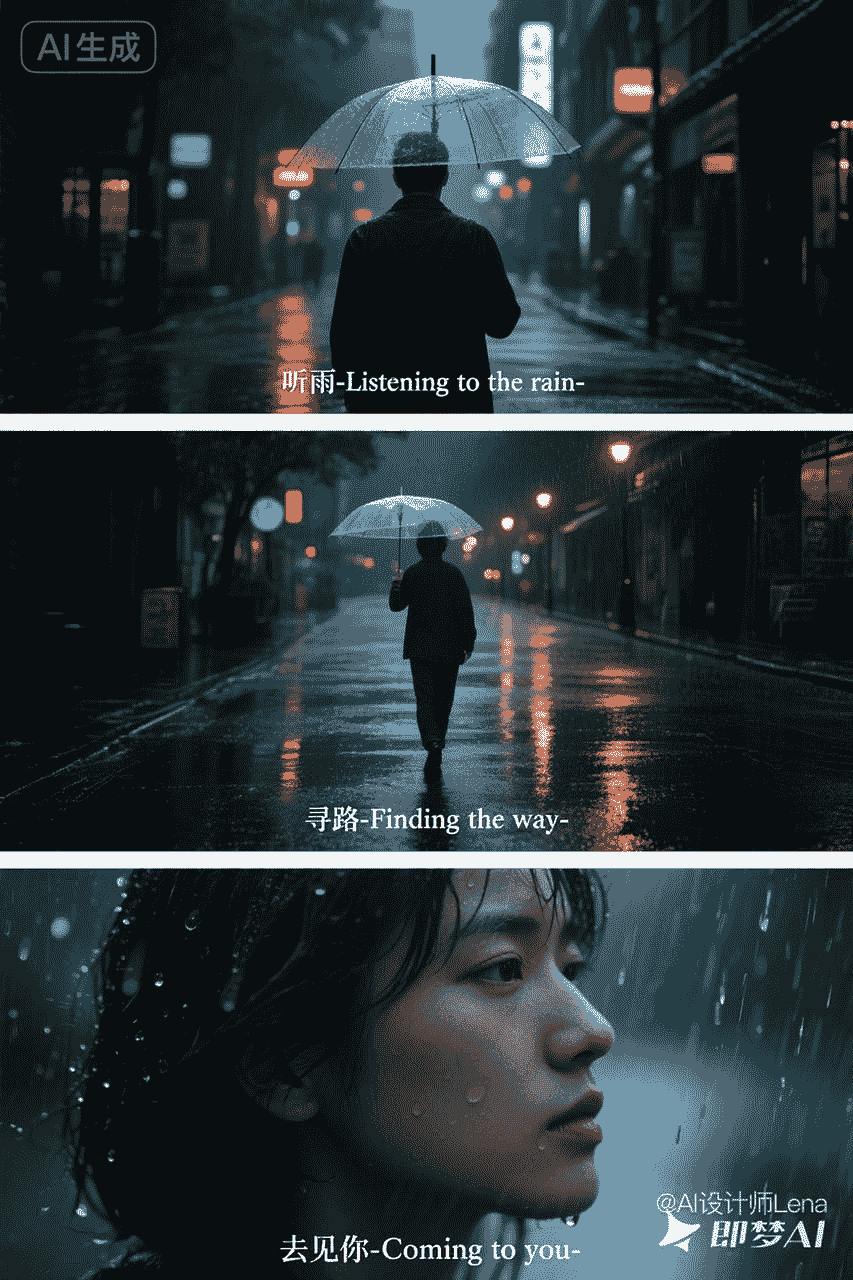 AI生成
听雨-Listening to the rain-
寻路-Finding the way-
去见你-Coming to you-
@AI设计师Lena
即梦AI